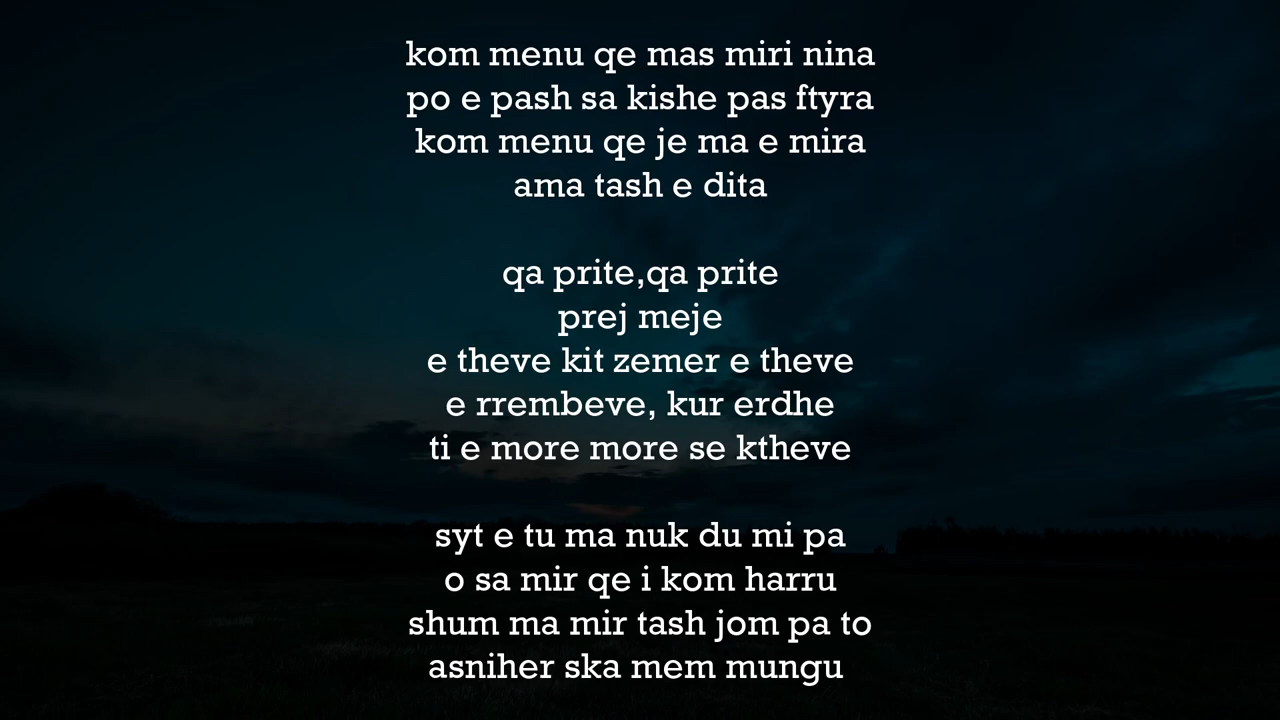 kom menu qe mas miri nina
po e pash sa kishe pas ftyra
kom menu qe je ma e mira
ama tash e dita
qa prite,qa prite
prej meje
e theve kit zemer e theve
e rrembeve, kur erdhe
ti e more more se ktheve
syt e tu ma nuk du mi pa
o sa mir qe i kom harru
shum ma mir tash jom pa to
asniher ska mem mungu